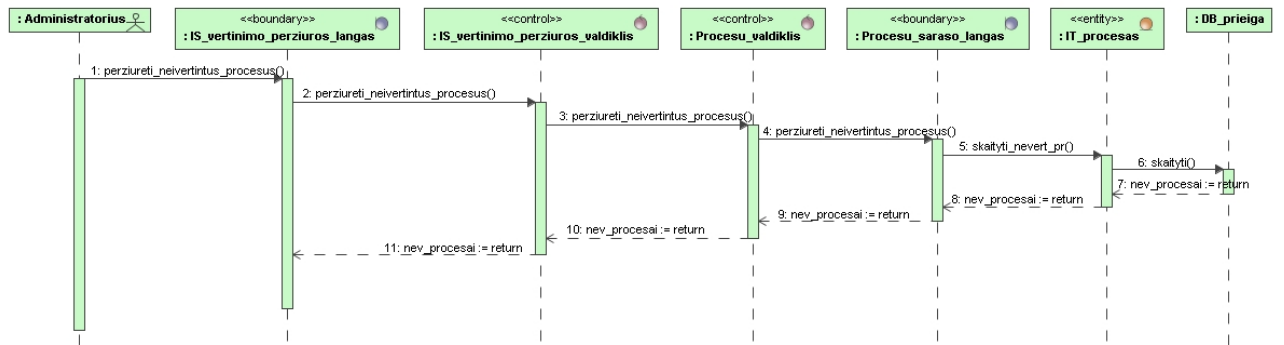 : Administratorius
<<boundary>>
: IS_vertinimo_perziuros_langas
<<control>>
: IS_vertinimo_perziuros_valdiklis
<<control>>
: Procesu_valdiklis
<<boundary>>
: Procesu_saraso_langas
<<entity>>
: IT_procesas
: DB_prieiga
1: perziureti_neivertintus_procesus()
2: perziureti_neivertintus_procesus()
3: perziureti_neivertintus_procesus()
4: perziureti_neivertintus_procesus()
5: skaityti_nevert_pr()
6: skaityti()
7: nev_procesai := return
8: nev_procesai := return
9: nev_procesai := return
10: nev_procesai := return
11: nev_procesai := return